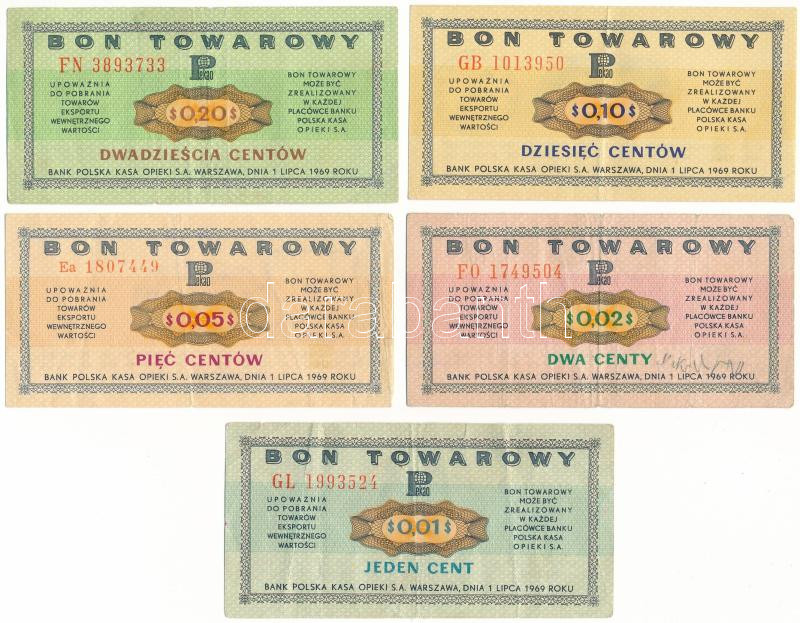 BON TOWAROWY
FN 3893733
Pekao
UPOWAŻNIA
DO POBRANIA
TOWARÓW
EKSPORTU
WEWNĘTRZNEGO
WARTOŚCI
$0,20$
BON TOWAROWY
MOŻE BYĆ
ZREALIZOWANY
W KAŻDEJ
PLACÓWCE BANKU
POLSKA KASA
OPIEKI S.A.
DWADZIEŚCIA CENTÓW
BANK POLSKA KASA OPIEKI S.A. WARSZAWA, DNIA 1 LIPCA 1969 ROKU
BON TOWAROWY
GB 1013950
Pekao
UPOWAŻNIA
DO POBRANIA
TOWARÓW
EKSPORTU
WEWNĘTRZNEGO
WARTOŚCI
$0,10$
BON TOWAROWY
MOŻE BYĆ
ZREALIZOWANY
W KAŻDEJ
PLACÓWCE BANKU
POLSKA KASA
OPIEKI S.A.
DZIESIĘĆ CENTÓW
BANK POLSKA KASA OPIEKI S.A. WARSZAWA, DNIA 1 LIPCA 1969 ROKU
BON TOWAROWY
Ea 1807449
Pekao
UPOWAŻNIA
DO POBRANIA
TOWARÓW
EKSPORTU
WEWNĘTRZNEGO
WARTOŚCI
$0,05$
BON TOWAROWY
MOŻE BYĆ
ZREALIZOWANY
W KAŻDEJ
PLACÓWCE BANKU
POLSKA KASA
OPIEKI S.A.
PIĘĆ CENTÓW
BANK POLSKA KASA OPIEKI S.A. WARSZAWA, DNIA 1 LIPCA 1969 ROKU
BON TOWAROWY
FO 1749504
Pekao
UPOWAŻNIA
DO POBRANIA
TOWARÓW
EKSPORTU
WEWNĘTRZNEGO
WARTOŚCI
$0,02$
BON TOWAROWY
MOŻE BYĆ
ZREALIZOWANY
W KAŻDEJ
PLACÓWCE BANKU
POLSKA KASA
OPIEKI S.A.
DWA CENTY
BANK POLSKA KASA OPIEKI S.A. WARSZAWA, DNIA 1 LIPCA 1969 ROKU
darabanth
BON TOWAROWY
GL 1993524
Pekao
UPOWAŻNIA
DO POBRANIA
TOWARÓW
EKSPORTU
WEWNĘTRZNEGO
WARTOŚCI
$0,01$
BON TOWAROWY
MOŻE BYĆ
ZREALIZOWANY
W KAŻDEJ
PLACÓWCE BANKU
POLSKA KASA
OPIEKI S.A.
JEDEN CENT
BANK POLSKA KASA OPIEKI S.A. WARSZAWA, DNIA 1 LIPCA 1969 ROKU